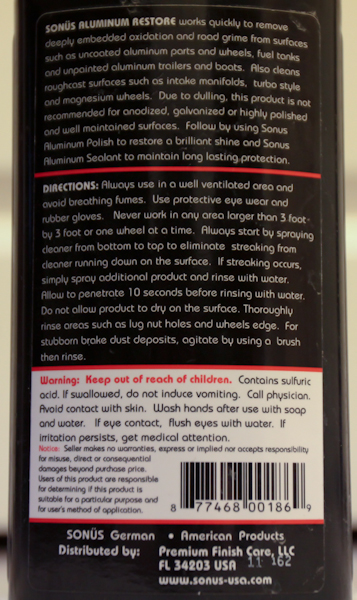 SONÜS ALUMINUM RESTORE works quickly to remove
deeply embedded oxidation and road grime from surfaces
such as uncoated aluminum parts and wheels, fuel tanks
and unpainted aluminum trailers and boats. Also cleans
roughcast surfaces such as intake manifolds, turbo style
and magnesium wheels. Due to dulling, this product is not
recommended for anodized, galvanized or highly polished
and well maintained surfaces. Follow by using Sonus
Aluminum Polish to restore a brilliant shine and Sonus
Aluminum Sealant to maintain long lasting protection.
DIRECTIONS: Always use in a well ventilated area and
avoid breathing fumes. Use protective eye wear and
rubber gloves. Never work in any area larger than 3 foot-
by 3 foot or one wheel at a time. Always start by spraying
cleaner from bottom to top to eliminate streaking from
cleaner running down on the surface. If streaking occurs,
simply spray additional product and rinse with water.
Allow to penetrate 10 seconds before rinsing with water.
Do not allow product to dry on the surface. Thoroughly
rinse areas such as lug nut holes and wheels edge. For
stubborn brake dust deposits, agitate by using a brush
then rinse.
Warning: Keep out of reach of children. Contains sulfuric
acid. If swallowed, do not induce vomiting. Call physician.
Avoid contact with skin. Wash hands after use with soap
and water. If eye contact, flush eyes with water. If
irritation persists, get medical attention.
Notice: Seller makes no warranties, express or implied nor accepts responsibility
for misuse, direct or consequential
damages beyond purchase price.
Users of this product are responsible
for determining if this product is
suitable for a particular purpose and
for user's method of application.
8 77468 00186 9
SONÜS German • American Products
Distributed by: Premium Finish Care, LLC
FL 34203 USA 11 162
www.sonus-usa.com